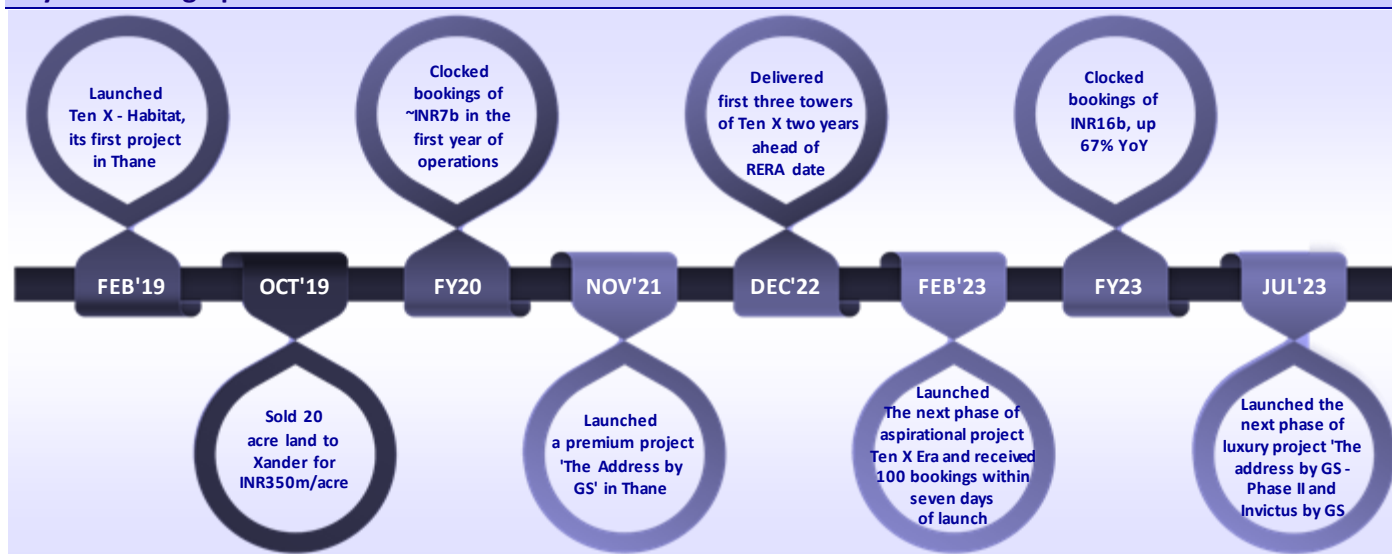 Launched
Ten X - Habitat,
its first project
in Thane
Clocked
bookings of
~INR7b in the
first year of
operations
Delivered
first three towers
of Ten X two years
ahead of
RERA date
Clocked
bookings of
INR16b, up
67% YoY
FEB'19
OCT'19
FY20
NOV'21
DEC'22
FEB'23
FY23
JUL'23
Sold 20
acre land to
Xander for
INR350m/acre
Launched
a premium project
'The Address by
GS' in Thane
Launched
The next phase of
aspirational project
Ten X Era and received
100 bookings within
seven days
of launch
Launched the
next phase of
luxury project 'The
address by GS -
Phase II and
Invictus by GS